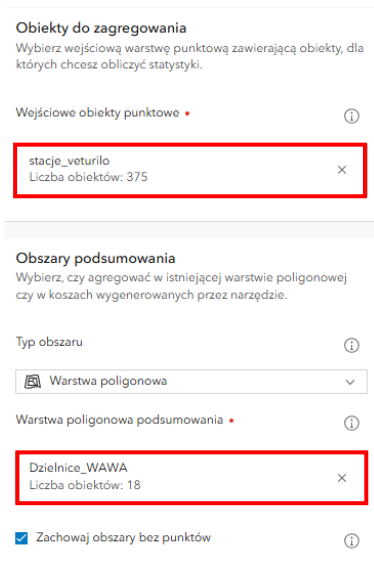 Obiekty do zagregowania
Wybierz wejściową warstwę punktową zawierającą obiekty, dla
których chcesz obliczyć statystyki.
Wejściowe obiekty punktowe •
stacje_veturilo
Liczba obiektów: 375
Obszary podsumowania
Wybierz, czy agregować w istniejącej warstwie poligonowej
czy w koszach wygenerowanych przez narzędzie.
Typ obszaru
Warstwa poligonowa
Warstwa poligonowa podsumowania •
Dzielnice_WAWA
Liczba obiektów: 18
Zachowaj obszary bez punktów